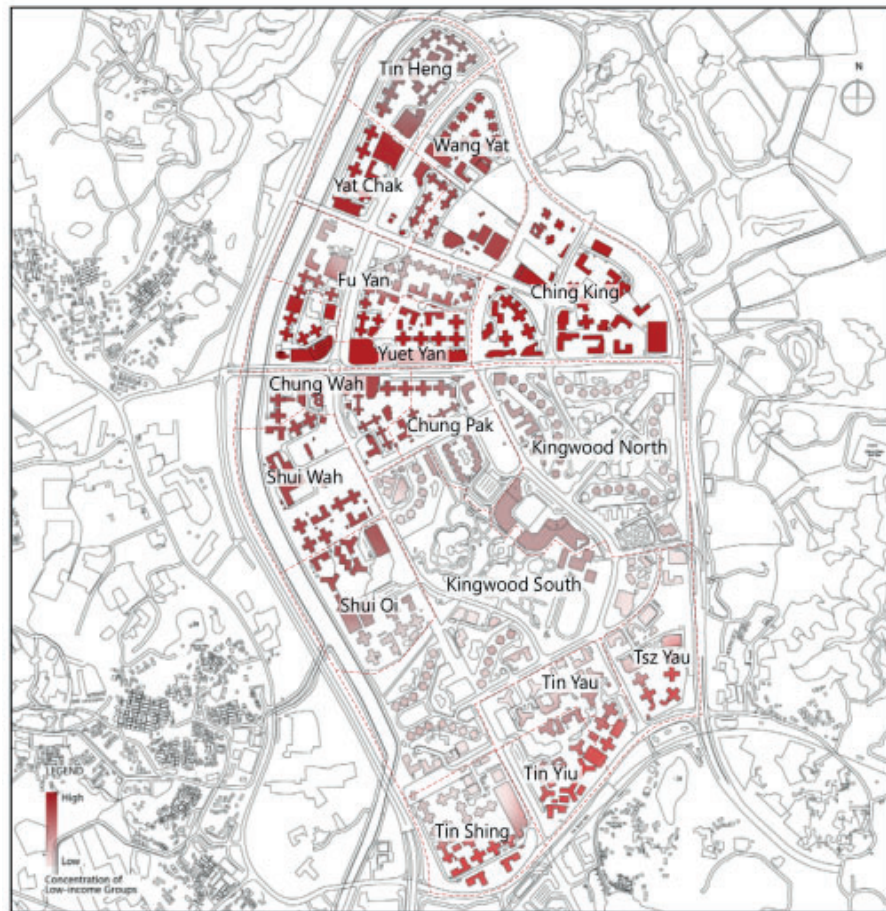 Tin Heng
N
Wang Yat
Yat Chak
Fu Yan
Ching King
Yuet Yan
Chung Wah
Chung Pak
Kingwood North
Shui Wah
Kingwood South
Shui Oi
Tsz Yau
Tin Yau
Tin Yiu
Tin Shing
LEGEND
High
Low
Concentration of
Low-income Groups